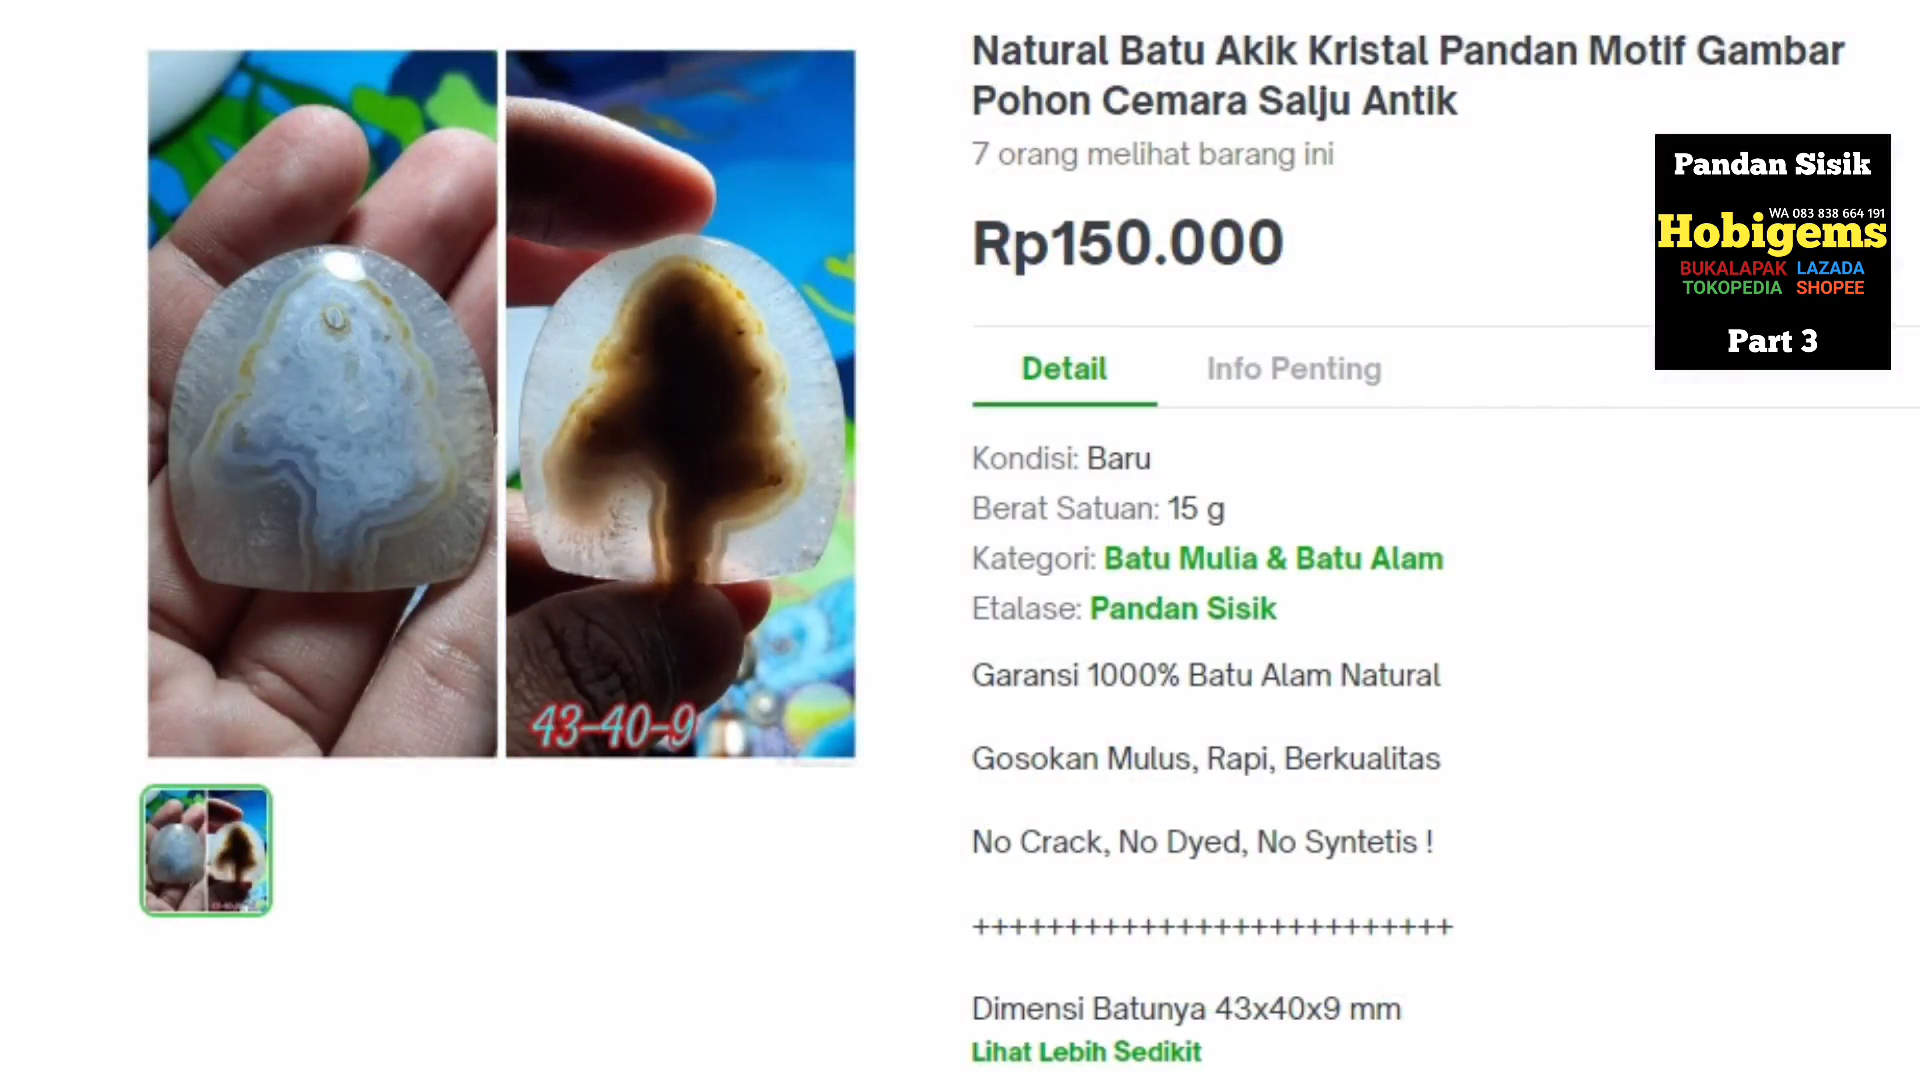 Natural Batu Akik Kristal Pandan Motif Gambar
Pohon Cemara Salju Antik
7 orang melihat barang ini
Rp150.000
Pandan Sisik
WA 083 838 664 191
Hobigems
BUKALAPAK LAZADA
TOKOPEDIA SHOPEE
Part 3
Detail Info Penting
Kondisi: Baru
Berat Satuan: 15 g
Kategori: Batu Mulia & Batu Alam
Etalase: Pandan Sisik
Garansi 1000% Batu Alam Natural
Gosokan Mulus, Rapi, Berkualitas
No Crack, No Dyed, No Syntetis !
++++++++++++++++++++++++++
Dimensi Batunya 43x40x9 mm
Lihat Lebih Sedikit
43-40-9